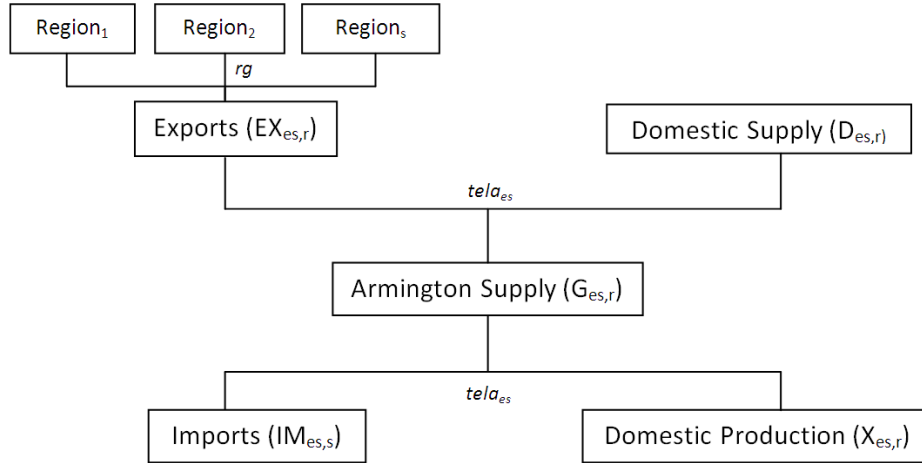 Region1
Region2
Regions
rg
Exports (EXes,r)
Domestic Supply (Des,r)
telaes
Armington Supply (Ges,r)
telaes
Imports (IMes,s)
Domestic Production (Xes,r)